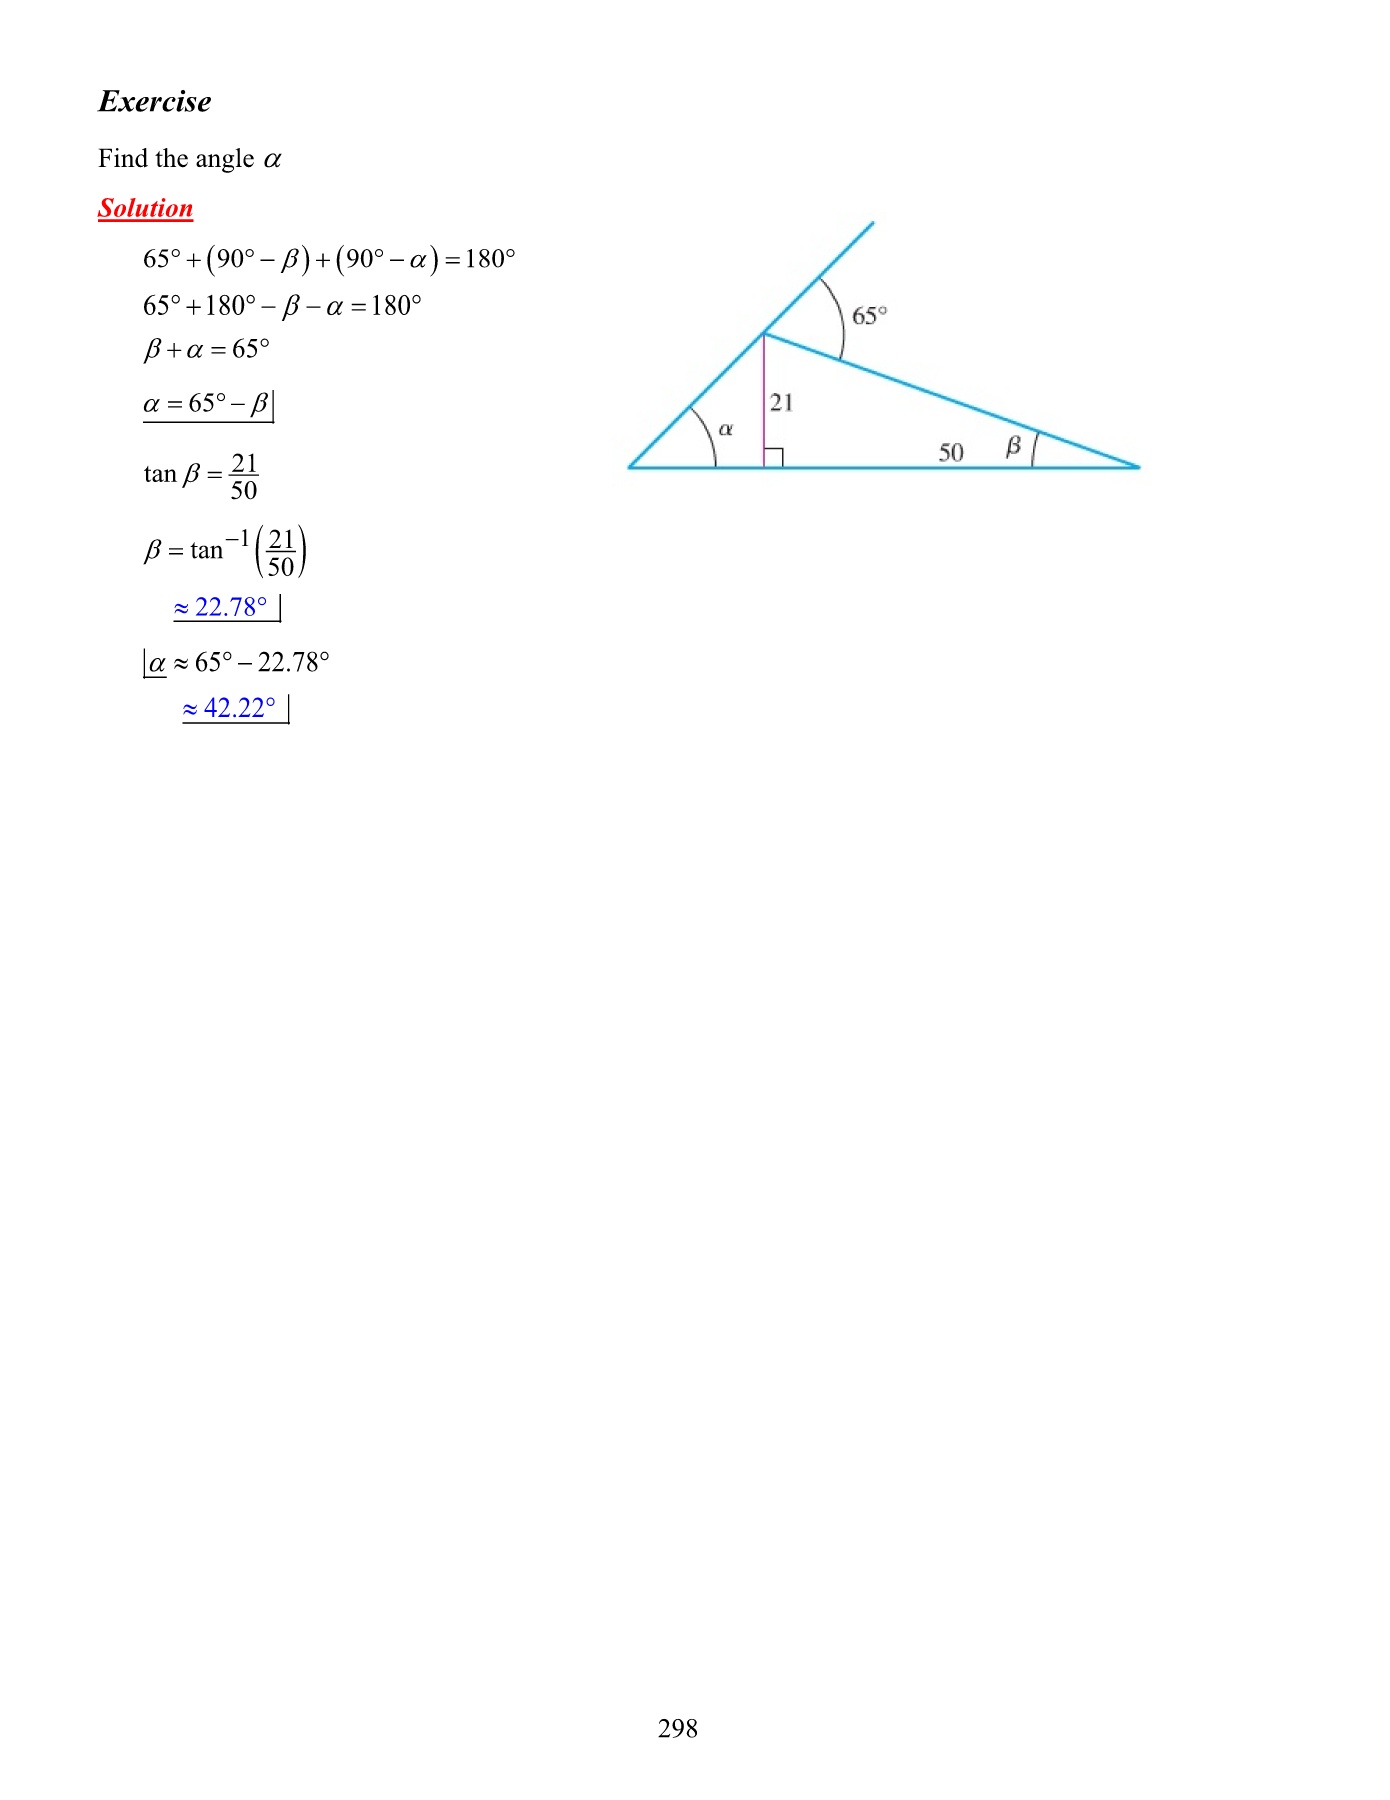 Exercise
Find the angle α
Solution
65° + (90° − β) + (90° − α) = 180°
65° + 180° − β − α = 180°
β + α = 65°
α = 65° − β
tan β = 21/50
β = tan⁻¹(21/50)
≈ 22.78°
α ≈ 65° − 22.78°
≈ 42.22°
65°
21
α
50 β
298